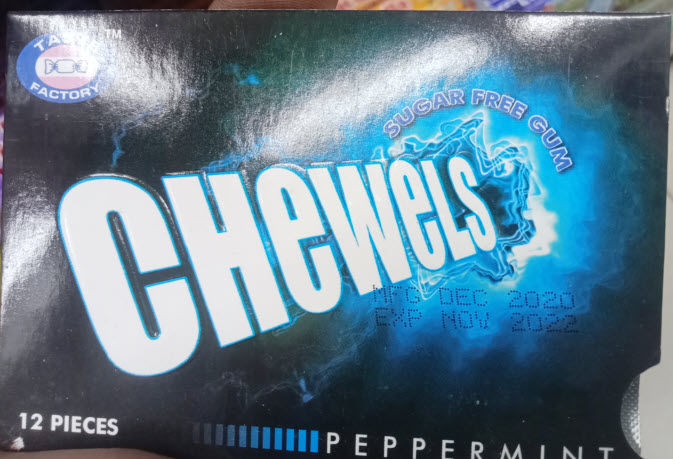 TM
FACTORY
SUGAR FREE GUM
CHeWeLS
MFG DEC 2020
EXP NOV 2022
12 PIECES
PEPPERMINT